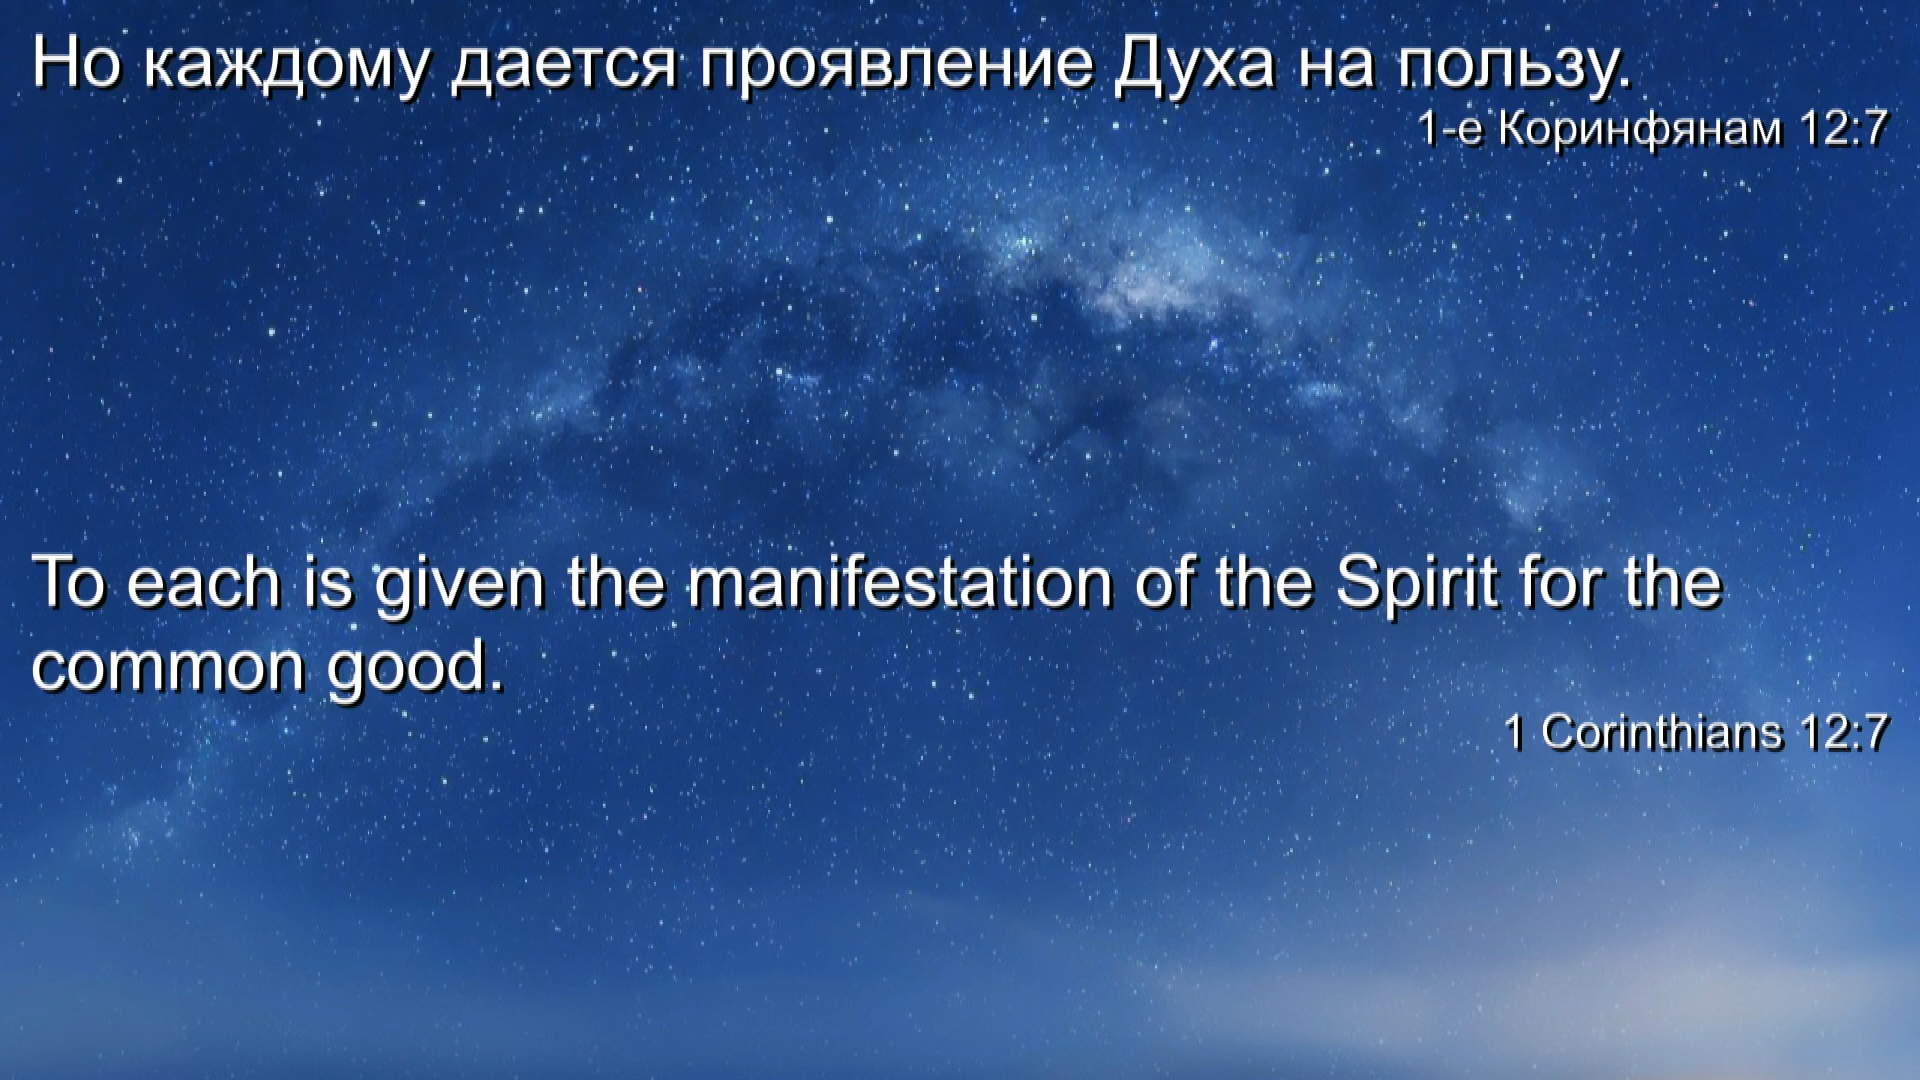 Но каждому дается проявление Духа на пользу.
1-е Коринфянам 12:7
To each is given the manifestation of the Spirit for the
common good.
1 Corinthians 12:7